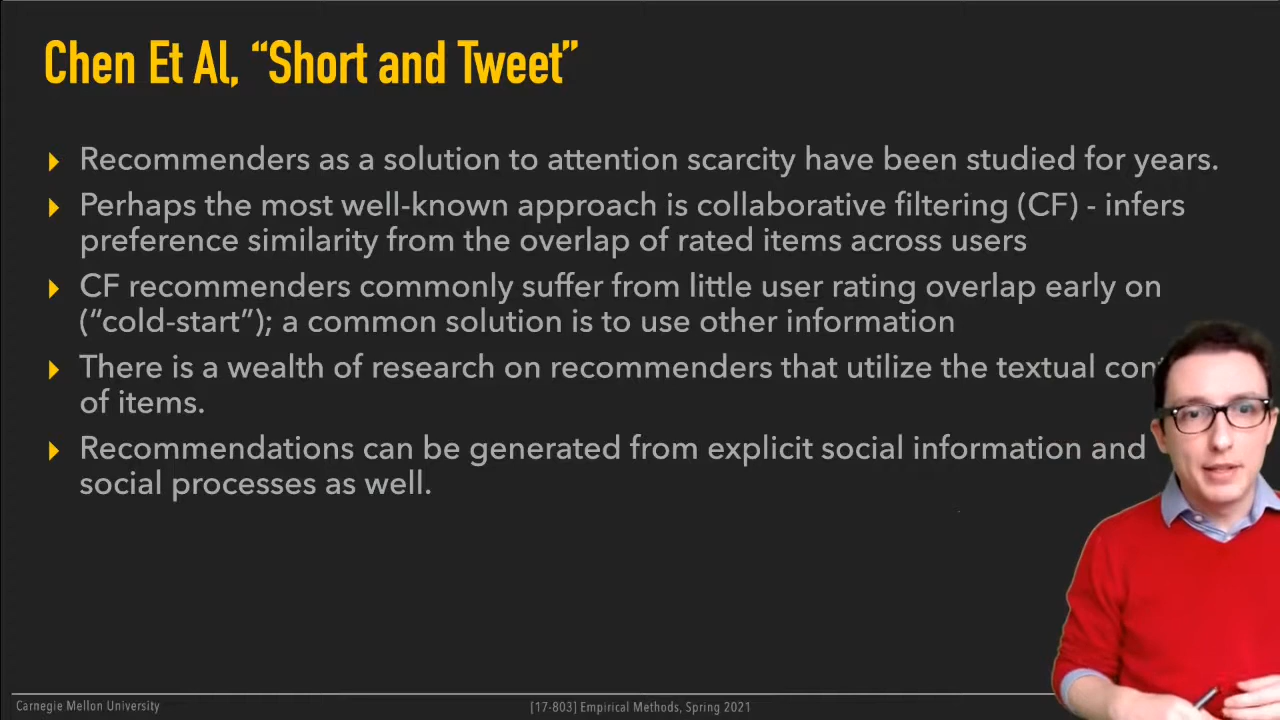 Chen Et Al, “Short and Tweet”
Recommenders as a solution to attention scarcity have been studied for years.
Perhaps the most well-known approach is collaborative filtering (CF) - infers
preference similarity from the overlap of rated items across users
CF recommenders commonly suffer from little user rating overlap early on
(“cold-start”); a common solution is to use other information
There is a wealth of research on recommenders that utilize the textual
of items.
Recommendations can be generated from explicit social information and
social processes as well.
Carnegie Mellon University
[17-803] Empirical Methods, Spring 2021